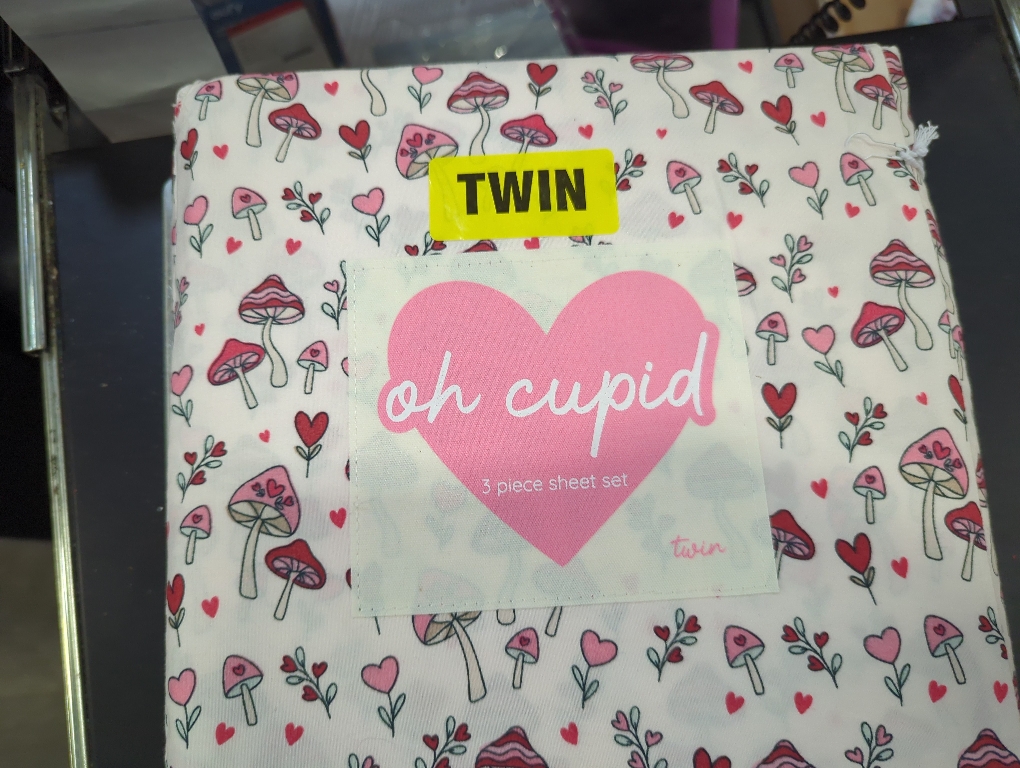 TWIN
oh cupid
3 piece sheet set
twin